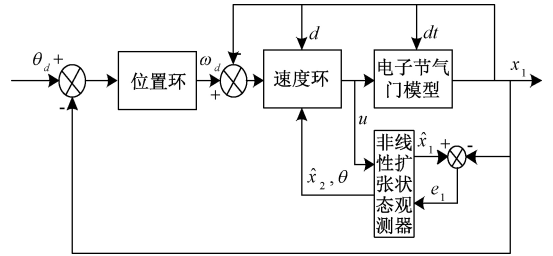 θd + - 位置环 ωd + -
d 速度环
dt 电子节气门模型 x1
u
x̂2, θ
非线性扩张状态观测器
x̂1 + -
e1